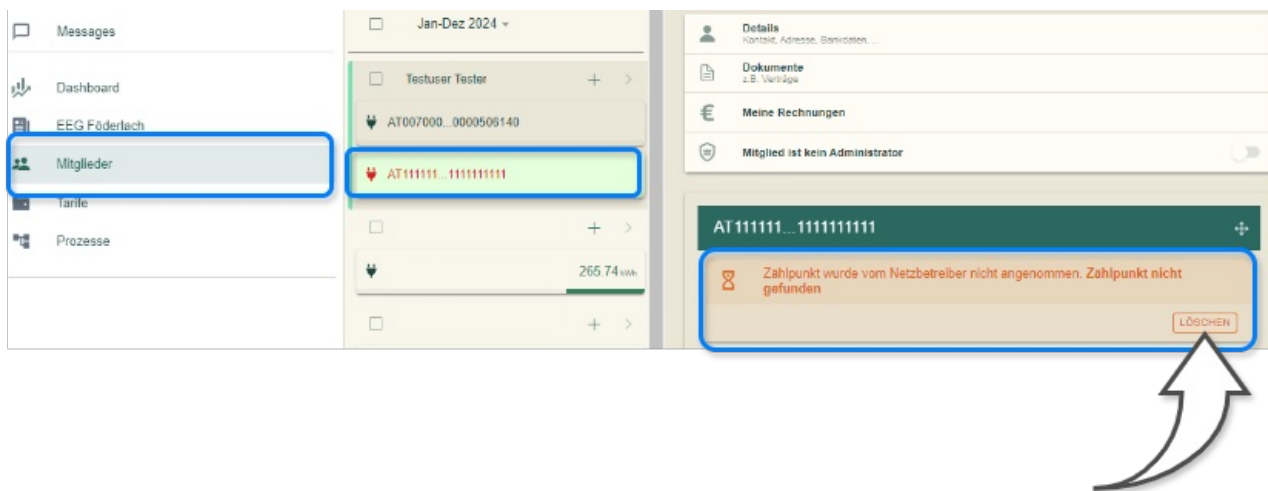 Messages
Dashboard
EEG Föderlach
Mitglieder
Tarife
Prozesse
Jan-Dez 2024
Testuser Tester
AT007000...0000506140
AT111111...1111111111
265.74 kWh
Details
Kontakt, Adresse, Bankdaten, ...
Dokumente
z.B. Verträge
Meine Rechnungen
Mitglied ist kein Administrator
AT111111...1111111111
Zählpunkt wurde vom Netzbetreiber nicht angenommen. Zählpunkt nicht
gefunden
LÖSCHEN